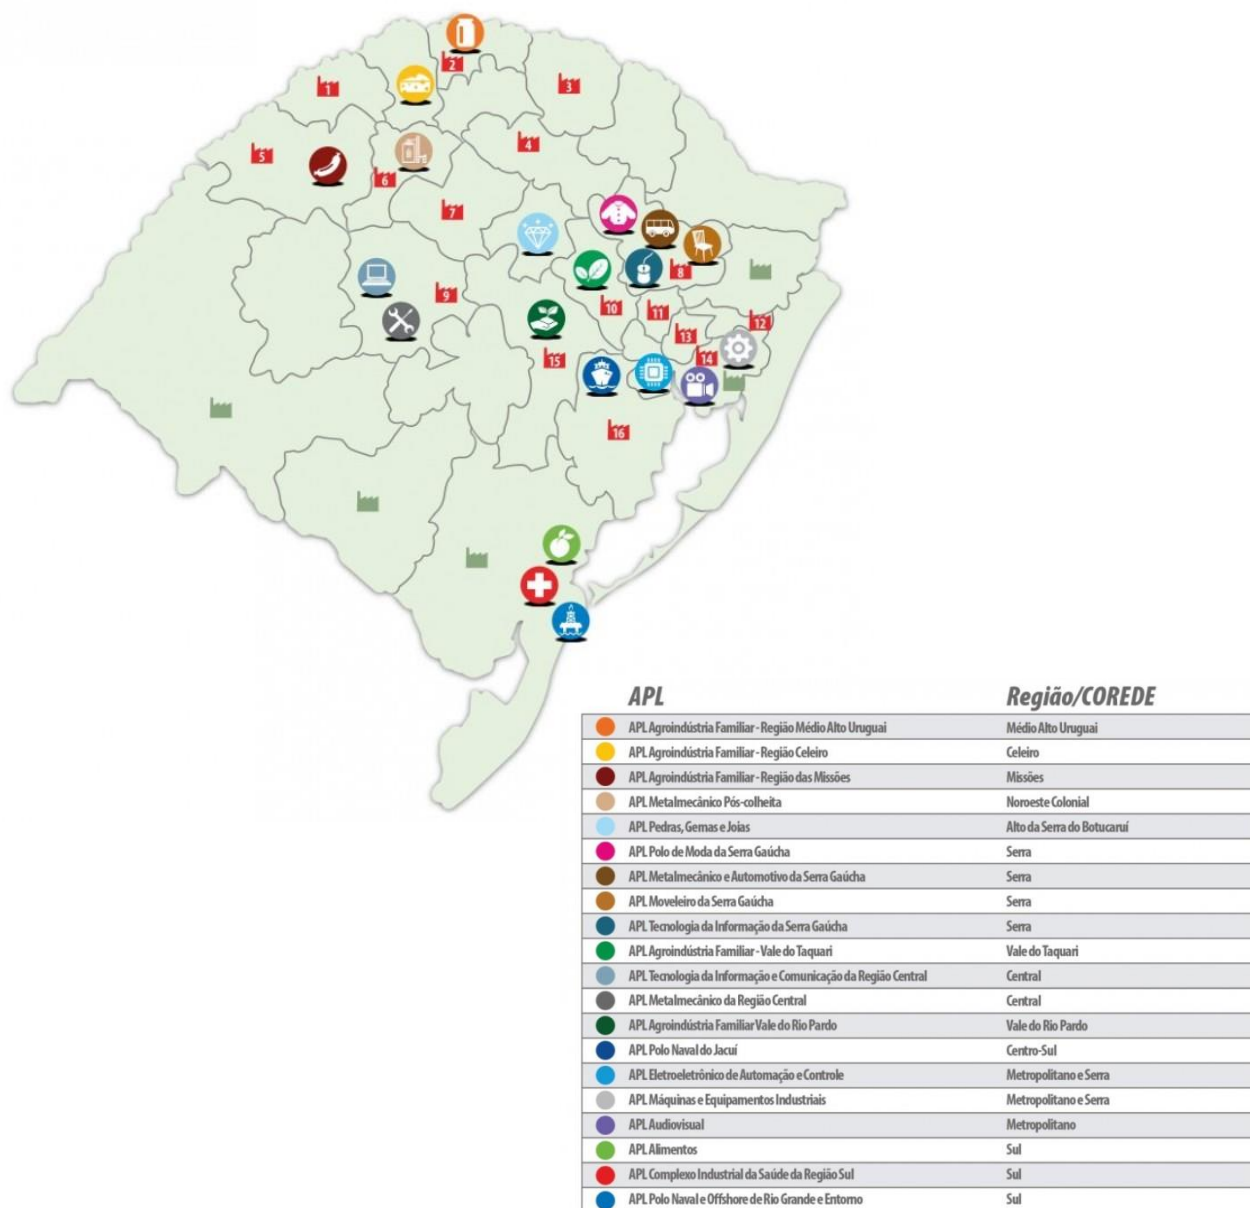 2
1
3
4
5
6
7
8
9
10
11
12
13
14
15
16
APL Região/COREDE
APL Agroindústria Familiar - Região Médio Alto Uruguai Médio Alto Uruguai
APL Agroindústria Familiar - Região Celeiro Celeiro
APL Agroindústria Familiar - Região das Missões Missões
APL Metalmecânico Pós-colheita Noroeste Colonial
APL Pedras, Gemas e Joias Alto da Serra do Botucaruí
APL Polo de Moda da Serra Gaúcha Serra
APL Metalmecânico e Automotivo da Serra Gaúcha Serra
APL Moveleiro da Serra Gaúcha Serra
APL Tecnologia da Informação da Serra Gaúcha Serra
APL Agroindústria Familiar - Vale do Taquari Vale do Taquari
APL Tecnologia da Informação e Comunicação da Região Central Central
APL Metalmecânico da Região Central Central
APL Agroindústria Familiar Vale do Rio Pardo Vale do Rio Pardo
APL Polo Naval do Jacuí Centro-Sul
APL Eletroeletrônico de Automação e Controle Metropolitano e Serra
APL Máquinas e Equipamentos Industriais Metropolitano e Serra
APL Audiovisual Metropolitano
APL Alimentos Sul
APL Complexo Industrial da Saúde da Região Sul Sul
APL Polo Naval e Offshore de Rio Grande e Entorno Sul